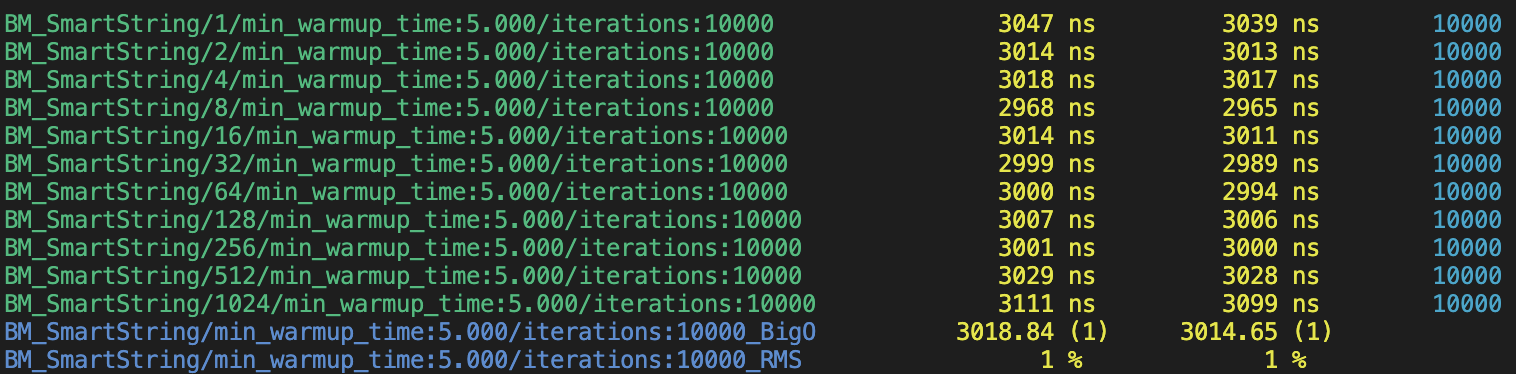 BM_SmartString/1/min_warmup_time:5.000/iterations:10000 3047 ns 3039 ns 10000
BM_SmartString/2/min_warmup_time:5.000/iterations:10000 3014 ns 3013 ns 10000
BM_SmartString/4/min_warmup_time:5.000/iterations:10000 3018 ns 3017 ns 10000
BM_SmartString/8/min_warmup_time:5.000/iterations:10000 2968 ns 2965 ns 10000
BM_SmartString/16/min_warmup_time:5.000/iterations:10000 3014 ns 3011 ns 10000
BM_SmartString/32/min_warmup_time:5.000/iterations:10000 2999 ns 2989 ns 10000
BM_SmartString/64/min_warmup_time:5.000/iterations:10000 3000 ns 2994 ns 10000
BM_SmartString/128/min_warmup_time:5.000/iterations:10000 3007 ns 3006 ns 10000
BM_SmartString/256/min_warmup_time:5.000/iterations:10000 3001 ns 3000 ns 10000
BM_SmartString/512/min_warmup_time:5.000/iterations:10000 3029 ns 3028 ns 10000
BM_SmartString/1024/min_warmup_time:5.000/iterations:10000 3111 ns 3099 ns 10000
BM_SmartString/min_warmup_time:5.000/iterations:10000_BigO 3018.84 (1) 3014.65 (1)
BM_SmartString/min_warmup_time:5.000/iterations:10000_RMS 1 % 1 %